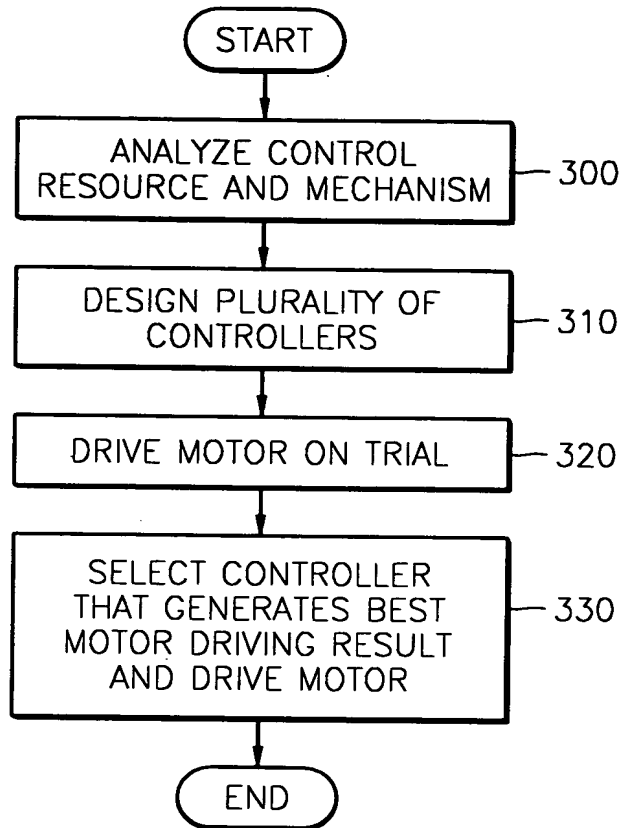 START
ANALYZE CONTROL
RESOURCE AND MECHANISM
300
DESIGN PLURALITY OF
CONTROLLERS
310
DRIVE MOTOR ON TRIAL
320
SELECT CONTROLLER
THAT GENERATES BEST
MOTOR DRIVING RESULT
AND DRIVE MOTOR
330
END